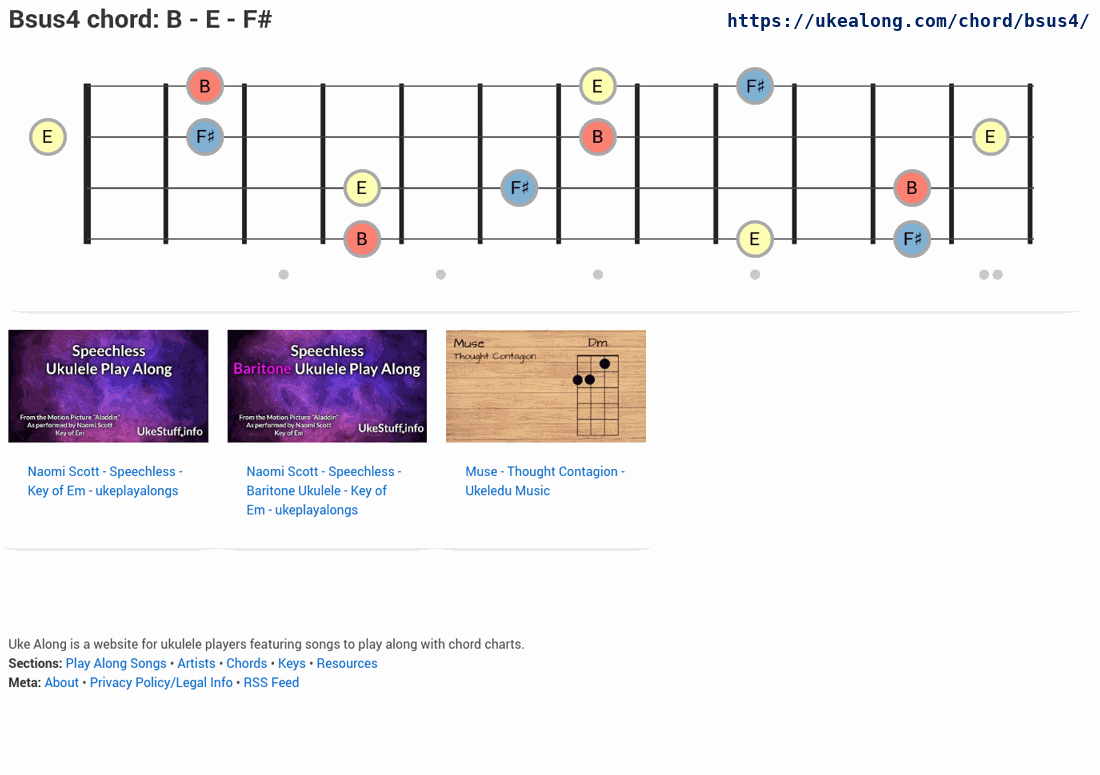 Bsus4 chord: B - E - F#
https://ukealong.com/chord/bsus4/
B E F♯
E F♯ B E
E F♯ B
B E F♯
Speechless
Ukulele Play Along
From the Motion Picture "Aladdin"
As performed by Naomi Scott
Key of Em
UkeStuff.info
Speechless
Baritone Ukulele Play Along
From the Motion Picture "Aladdin"
As performed by Naomi Scott
Key of Em
UkeStuff.info
Muse
Thought Contagion
Dm
Naomi Scott - Speechless -
Key of Em - ukeplayalongs
Naomi Scott - Speechless -
Baritone Ukulele - Key of
Em - ukeplayalongs
Muse - Thought Contagion -
Ukeledu Music
Uke Along is a website for ukulele players featuring songs to play along with chord charts.
Sections: Play Along Songs • Artists • Chords • Keys • Resources
Meta: About • Privacy Policy/Legal Info • RSS Feed